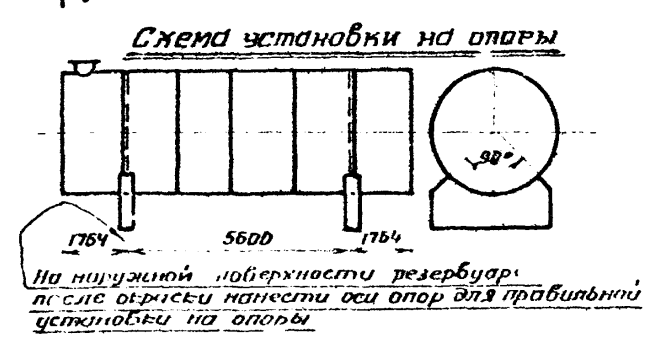 Схема установки на опоры
90°
1764 5600 1764
На наружной поверхности резервуара
после окраски нанести оси опор для правильной
установки на опоры